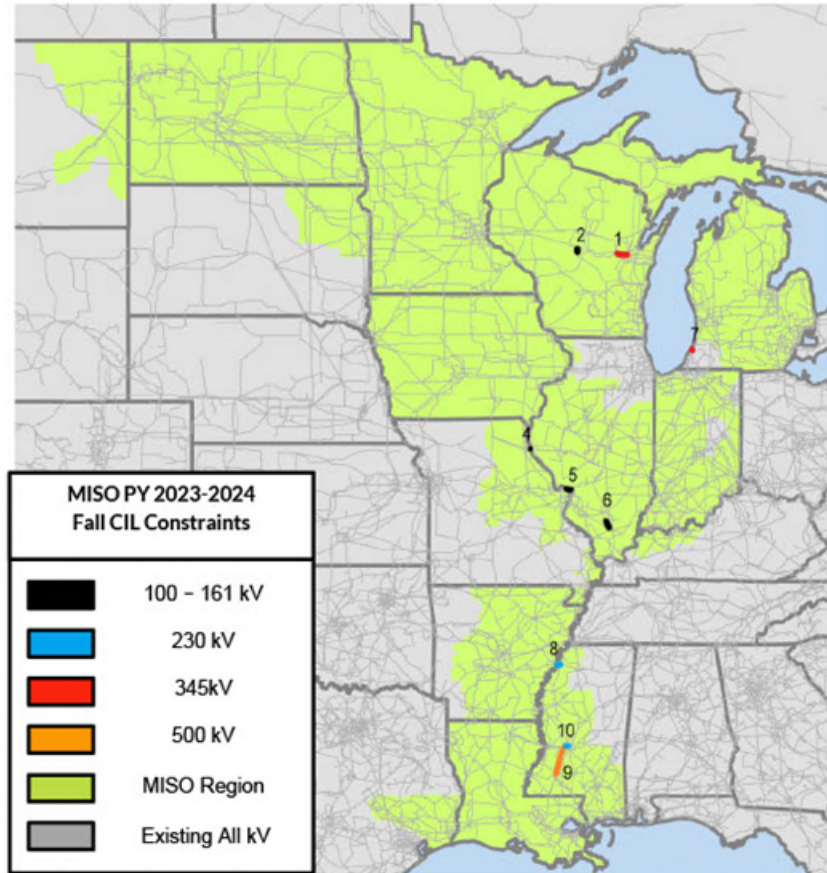 2
1
7
4
5
6
8
10
9
MISO PY 2023-2024
Fall CIL Constraints
100 – 161 kV
230 kV
345kV
500 kV
MISO Region
Existing All kV